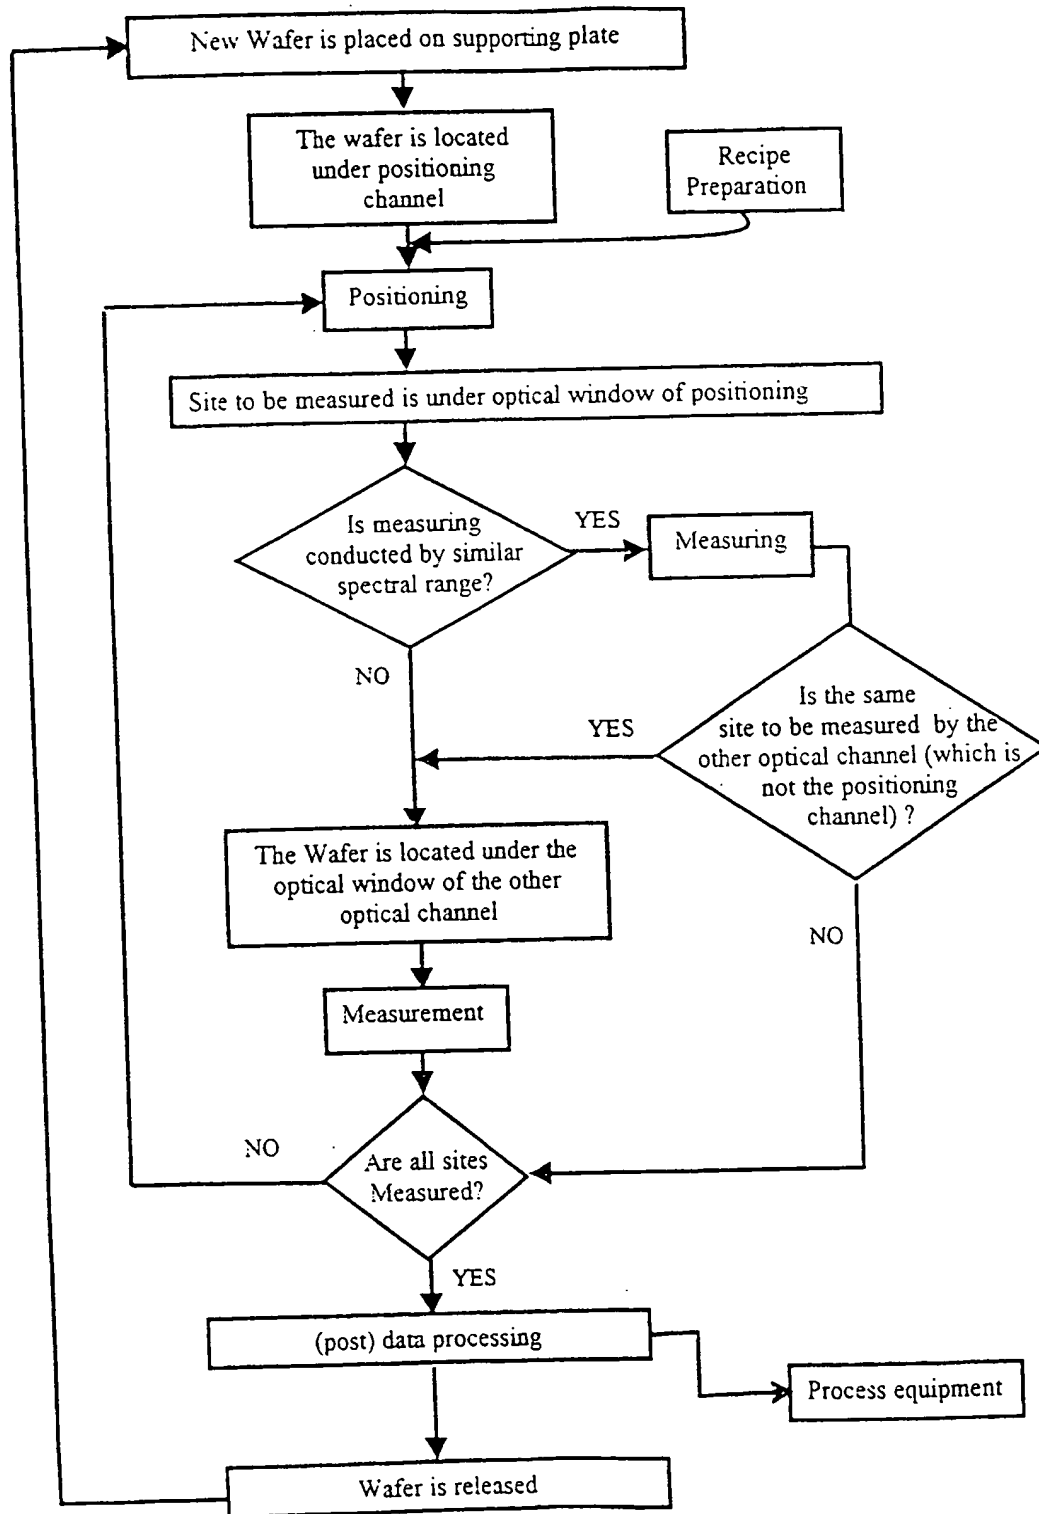 New Wafer is placed on supporting plate
The wafer is located
under positioning
channel
Recipe
Preparation
Positioning
Site to be measured is under optical window of positioning
Is measuring
conducted by similar
spectral range?
YES
Measuring
NO
Is the same
site to be measured by the
other optical channel (which is
not the positioning
channel) ?
YES
The Wafer is located under the
optical window of the other
optical channel
NO
Measurement
Are all sites
Measured?
NO
YES
(post) data processing
Process equipment
Wafer is released